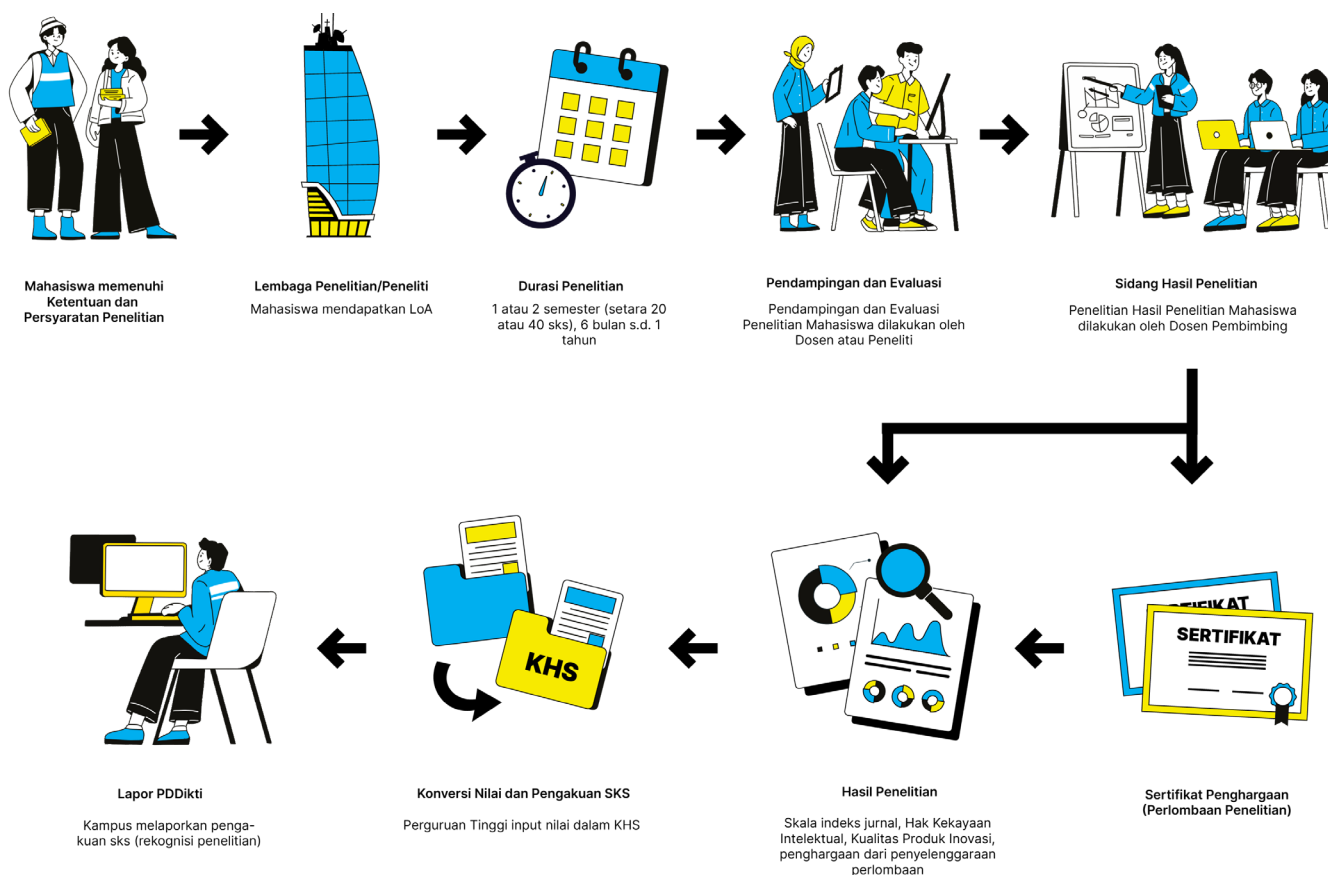 Mahasiswa memenuhi
Ketentuan dan
Persyaratan Penelitian
Lembaga Penelitian/Peneliti
Mahasiswa mendapatkan LoA
Durasi Penelitian
1 atau 2 semester (setara 20
atau 40 sks), 6 bulan s.d. 1
tahun
Pendampingan dan Evaluasi
Pendampingan dan Evaluasi
Penelitian Mahasiswa dilakukan oleh
Dosen atau Peneliti
Sidang Hasil Penelitian
Penelitian Hasil Penelitian Mahasiswa
dilakukan oleh Dosen Pembimbing
KHS
TIFIKAT
SERTIFIKAT
Lapor PDDikti
Kampus melaporkan penga-
kuan sks (rekognisi penelitian)
Konversi Nilai dan Pengakuan SKS
Perguruan Tinggi input nilai dalam KHS
Hasil Penelitian
Skala indeks jurnal, Hak Kekayaan
Intelektual, Kualitas Produk Inovasi,
penghargaan dari penyelenggaraan
perlombaan
Sertifikat Penghargaan
(Perlombaan Penelitian)